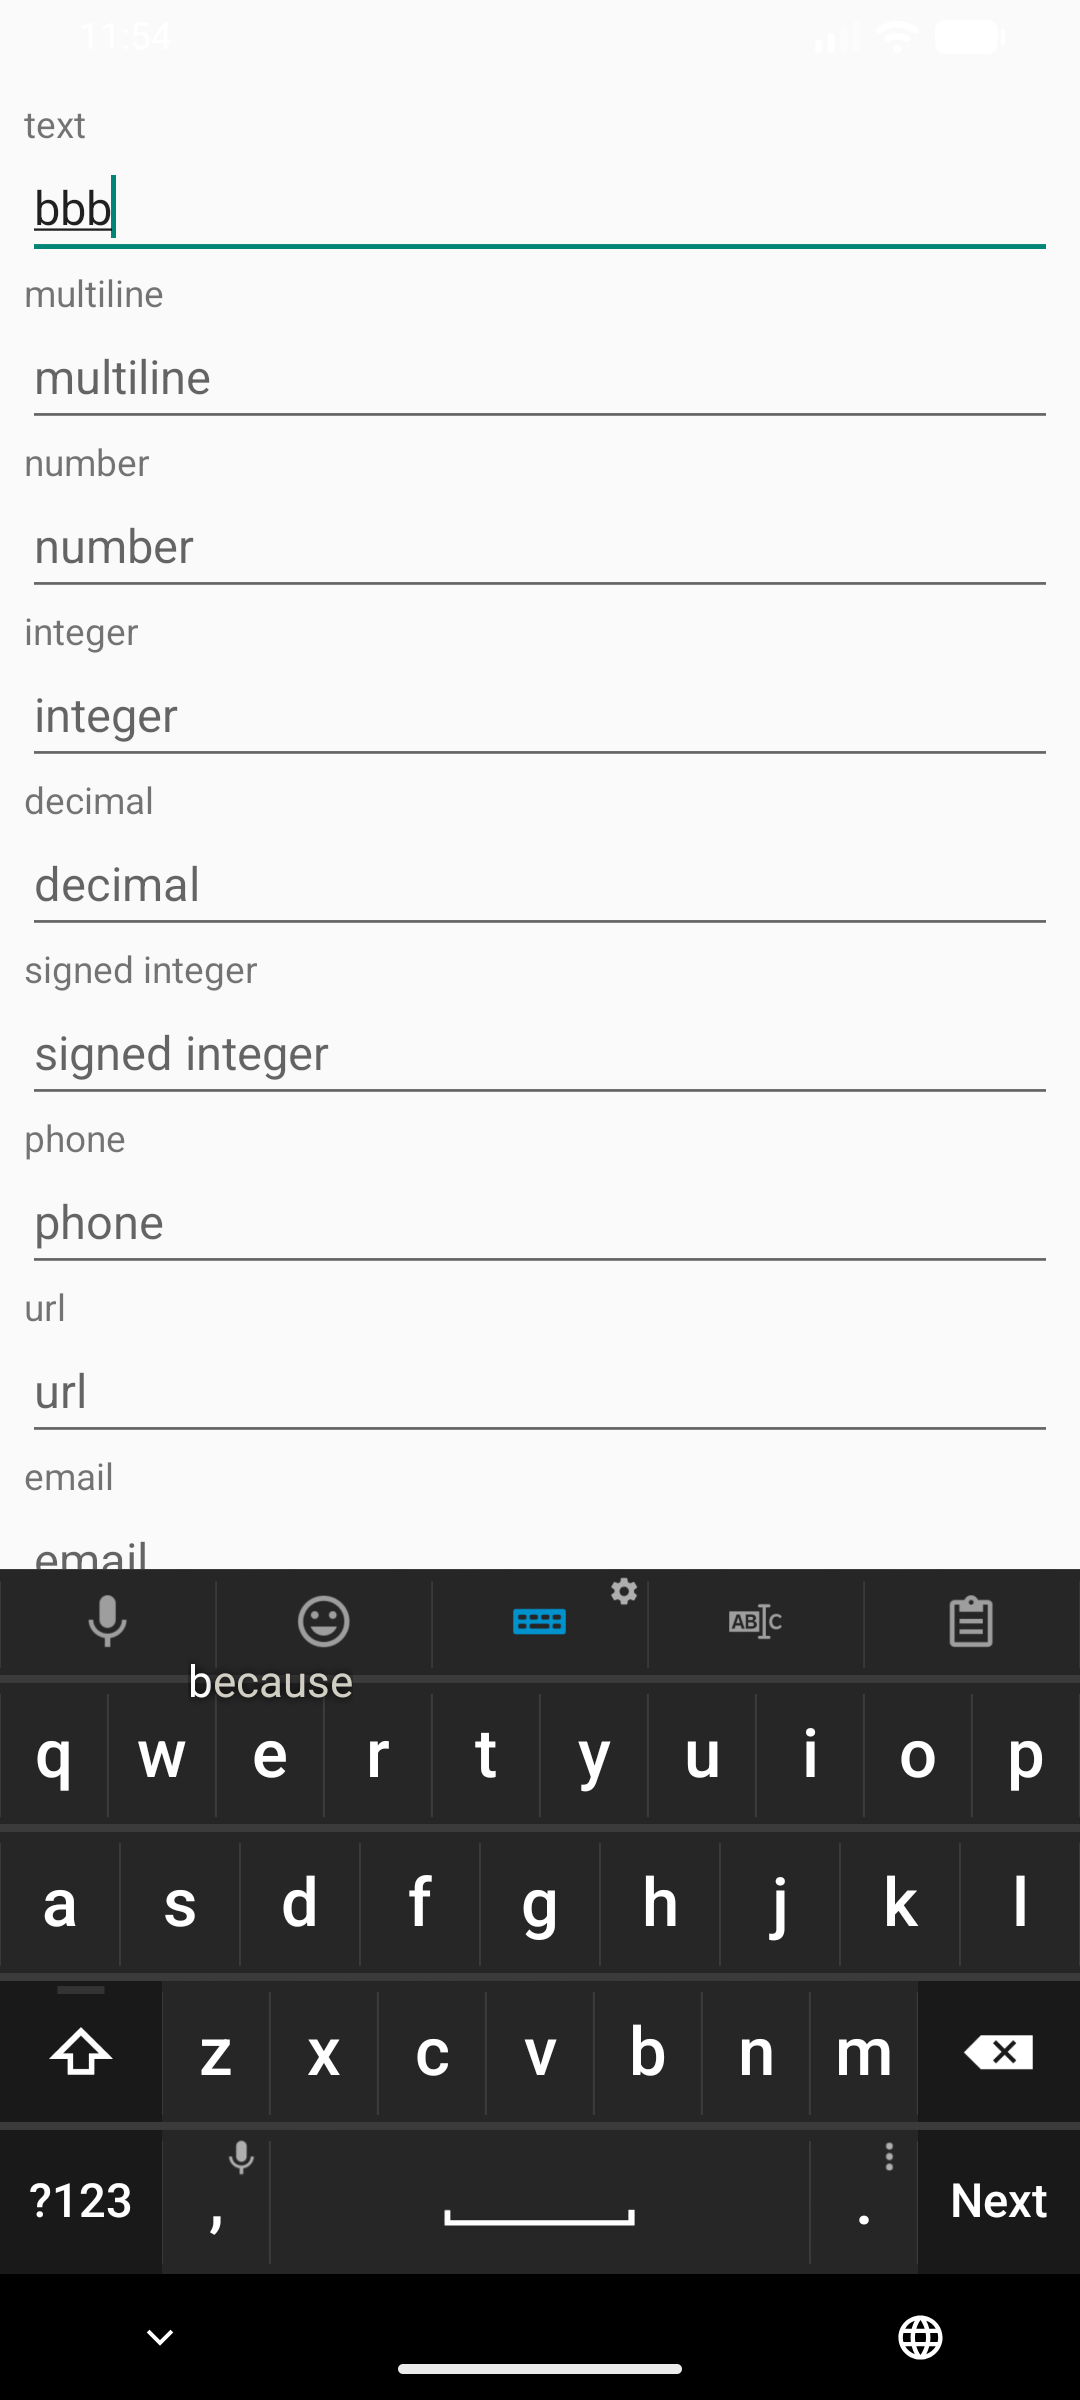 11:54
text
bbb
multiline
multiline
number
number
integer
integer
decimal
decimal
signed integer
signed integer
phone
phone
url
url
email
email
ABC
because
q w e r t y u i o p
a s d f g h j k l
z x c v b n m
?123 , . Next